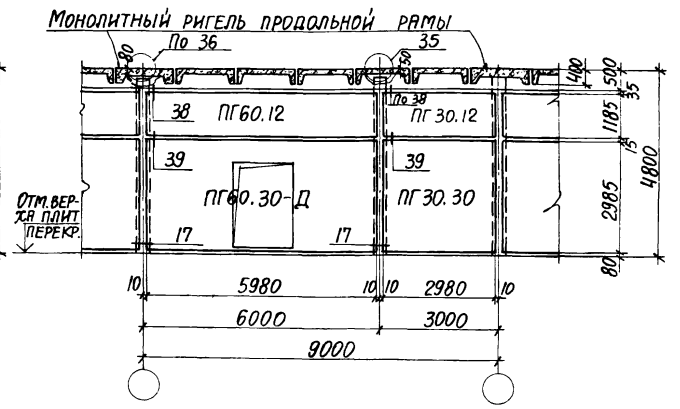 Монолитный ригель продольной рамы
80 По 36 50 35
400 500
35
38 ПГ60.12 По 38 ПГ30.12 1185
15
39 39 4800
ПГ60.30-Д ПГ30.30 2985
Отм. вер-
ха плит
перекр.
17 17
80
10 5980 10 10 2980 10
6000 3000
9000